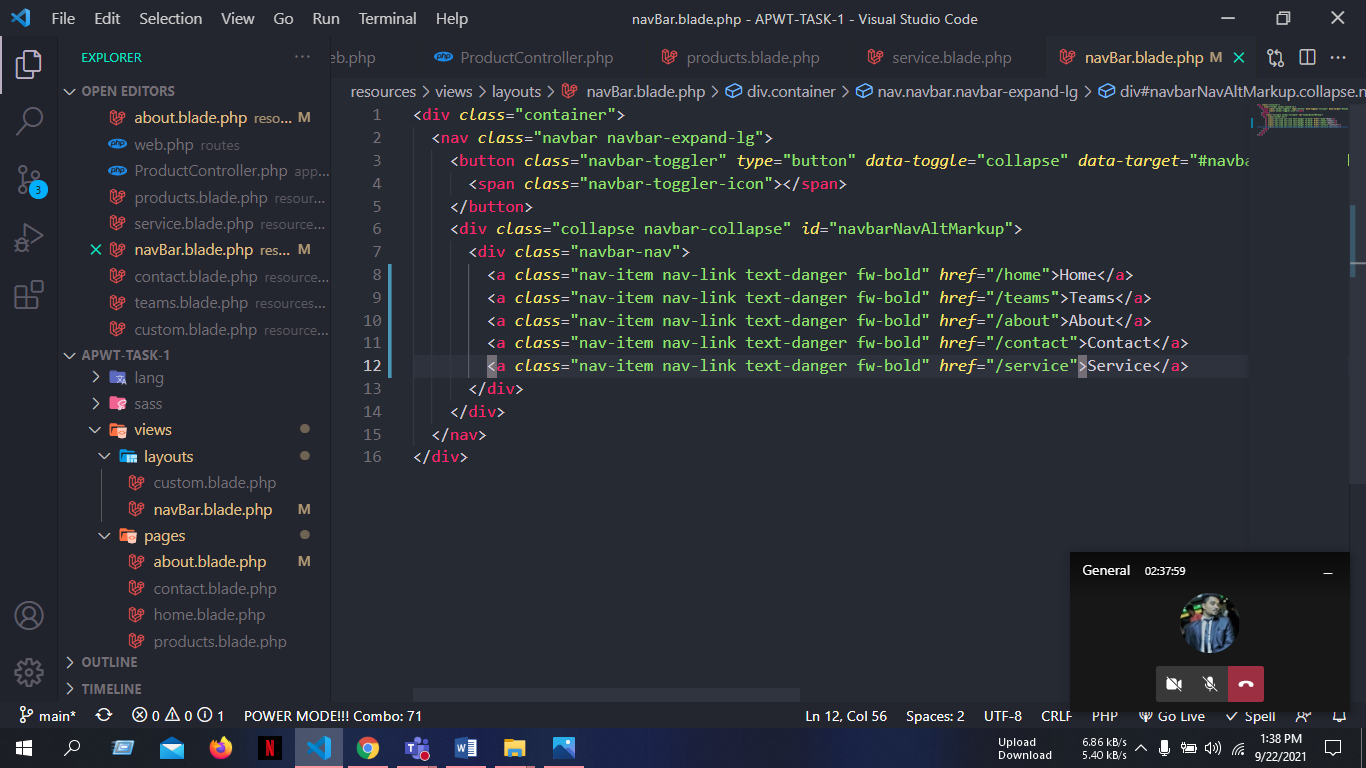 File Edit Selection View Go Run Terminal Help
navBar.blade.php - APWT-TASK-1 - Visual Studio Code
EXPLORER
eb.php ProductController.php products.blade.php service.blade.php navBar.blade.php M
resources > views > layouts > navBar.blade.php > div.container > nav.navbar.navbar-expand-lg > div#navbarNavAltMarkup.collapse.n
OPEN EDITORS
about.blade.php reso... M
web.php routes
ProductController.php app...
products.blade.php resour...
service.blade.php resource...
navBar.blade.php res... M
contact.blade.php resource...
teams.blade.php resources...
custom.blade.php resource...
APWT-TASK-1
lang
sass
views
layouts
custom.blade.php
navBar.blade.php M
pages
about.blade.php M
contact.blade.php
home.blade.php
products.blade.php
OUTLINE
TIMELINE
3
1 <div class="container">
2 <nav class="navbar navbar-expand-lg">
3 <button class="navbar-toggler" type="button" data-toggle="collapse" data-target="#navba
4 <span class="navbar-toggler-icon"></span>
5 </button>
6 <div class="collapse navbar-collapse" id="navbarNavAltMarkup">
7 <div class="navbar-nav">
8 <a class="nav-item nav-link text-danger fw-bold" href="/home">Home</a>
9 <a class="nav-item nav-link text-danger fw-bold" href="/teams">Teams</a>
10 <a class="nav-item nav-link text-danger fw-bold" href="/about">About</a>
11 <a class="nav-item nav-link text-danger fw-bold" href="/contact">Contact</a>
12 <a class="nav-item nav-link text-danger fw-bold" href="/service">Service</a>
13 </div>
14 </div>
15 </nav>
16 </div>
General 02:37:59
main* 0 0 1 POWER MODE!!! Combo: 71
Ln 12, Col 56 Spaces: 2 UTF-8 CRLF PHP Go Live Spell
Upload 6.86 kB/s
Download 5.40 kB/s
1:38 PM
9/22/2021